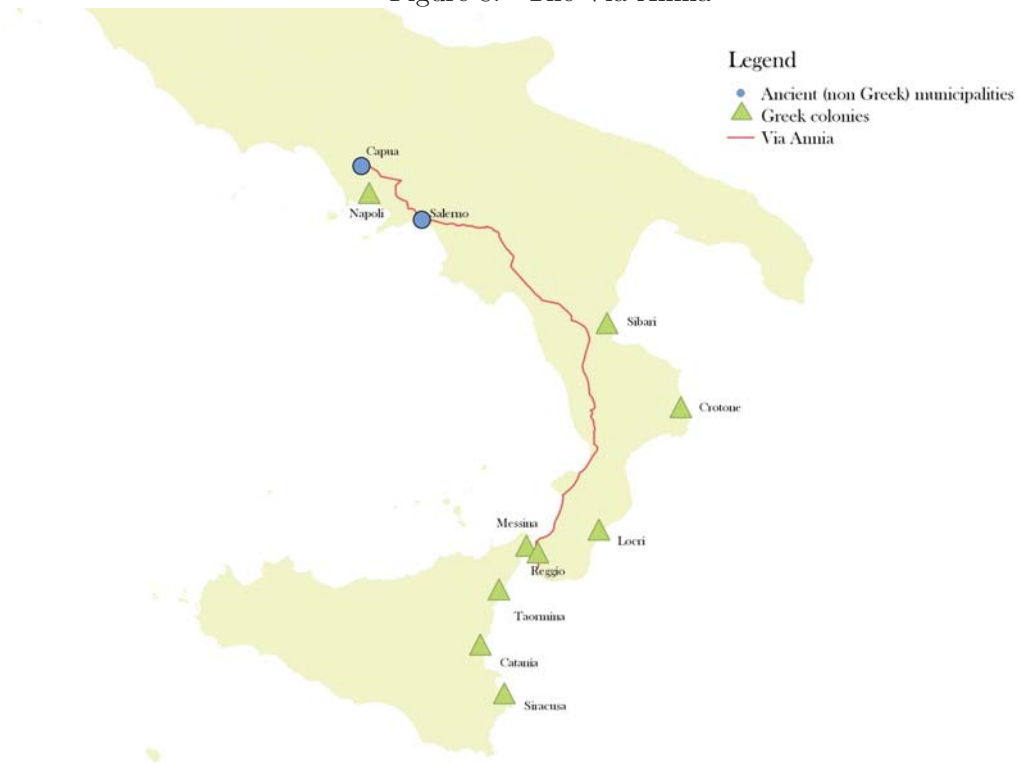 Legend
Ancient (non Greek) municipalities
Greek colonies
Via Annia
Capua
Napoli
Salerno
Sibari
Crotone
Messina
Locri
Reggio
Taormina
Catania
Siracusa